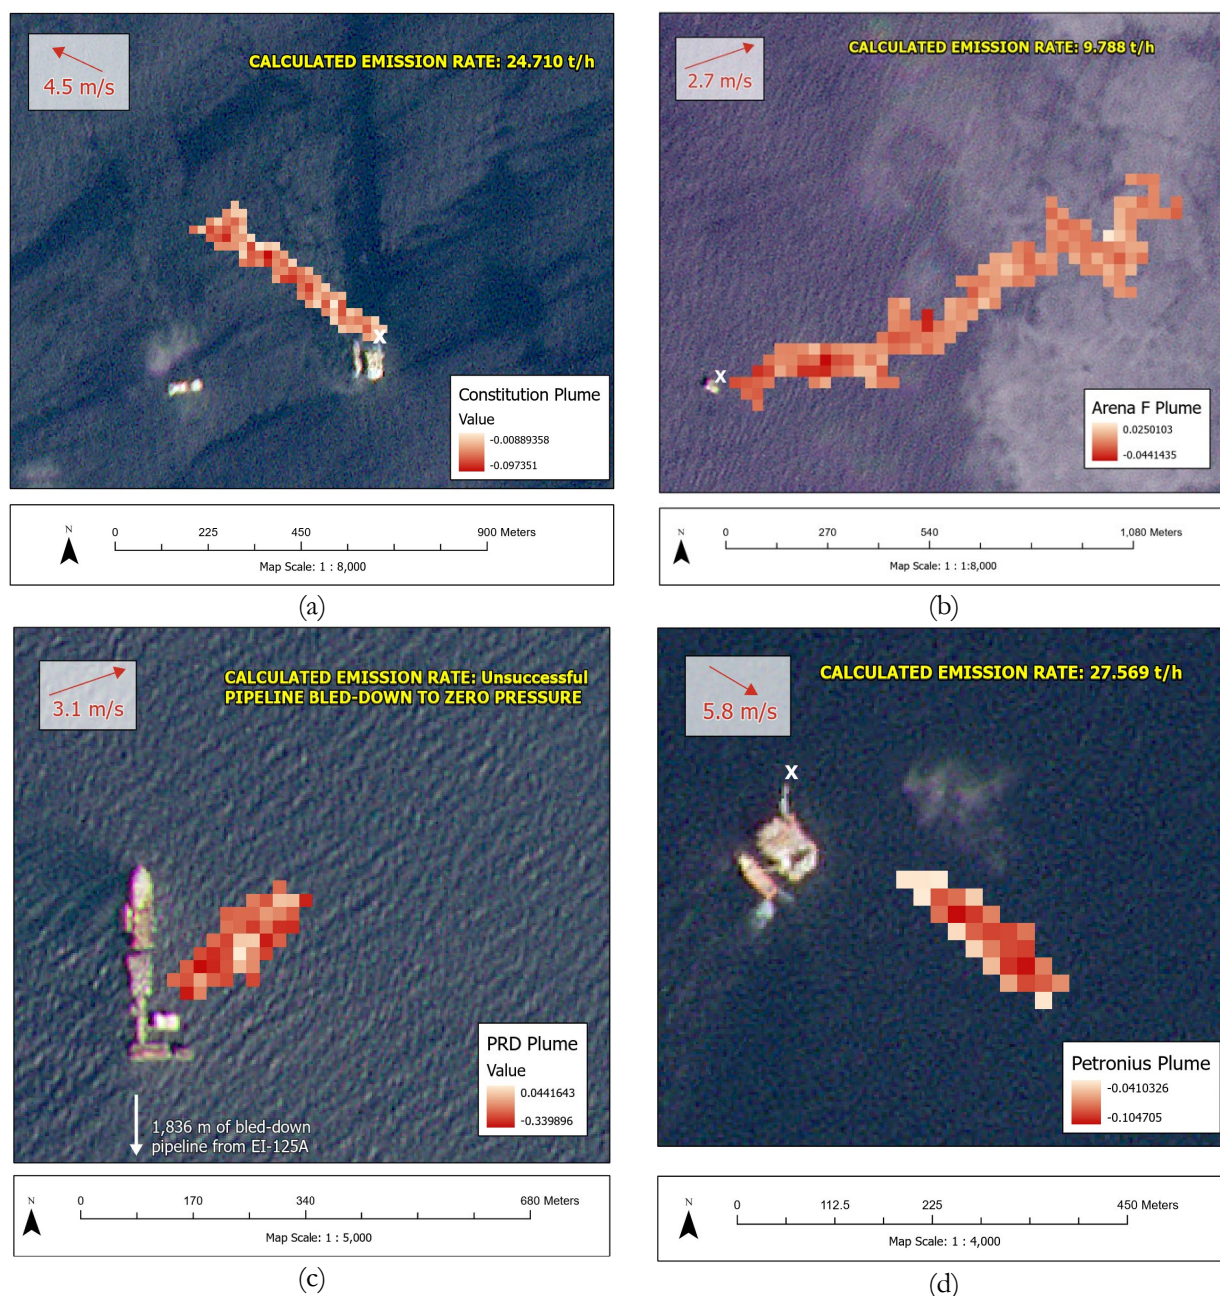 4.5 m/s
CALCULATED EMISSION RATE: 24.710 t/h
X
Constitution Plume
Value
-0.00889358
-0.097351
N
0 225 450 900 Meters
Map Scale: 1 : 8,000
(a)
2.7 m/s
CALCULATED EMISSION RATE: 9.788 t/h
X
Arena F Plume
0.0250103
-0.0441435
N
0 270 540 1,080 Meters
Map Scale: 1 : 1:8,000
(b)
3.1 m/s
CALCULATED EMISSION RATE: Unsuccessful
PIPELINE BLED-DOWN TO ZERO PRESSURE
PRD Plume
Value
0.0441643
-0.339896
1,836 m of bled-down
pipeline from EI-125A
N
0 170 340 680 Meters
Map Scale: 1 : 5,000
(c)
5.8 m/s
CALCULATED EMISSION RATE: 27.569 t/h
X
Petronius Plume
-0.0410326
-0.104705
N
0 112.5 225 450 Meters
Map Scale: 1 : 4,000
(d)